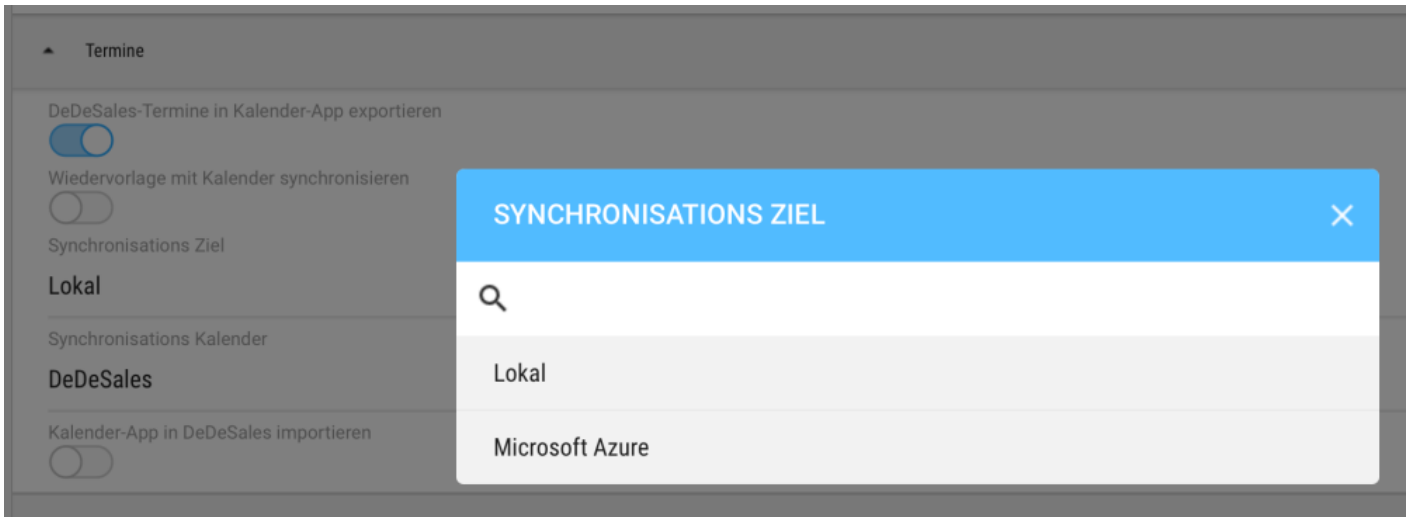 Termine
DeDeSales-Termine in Kalender-App exportieren
Wiedervorlage mit Kalender synchronisieren
Synchronisations Ziel
Lokal
Synchronisations Kalender
DeDeSales
Kalender-App in DeDeSales importieren
SYNCHRONISATIONS ZIEL
Lokal
Microsoft Azure